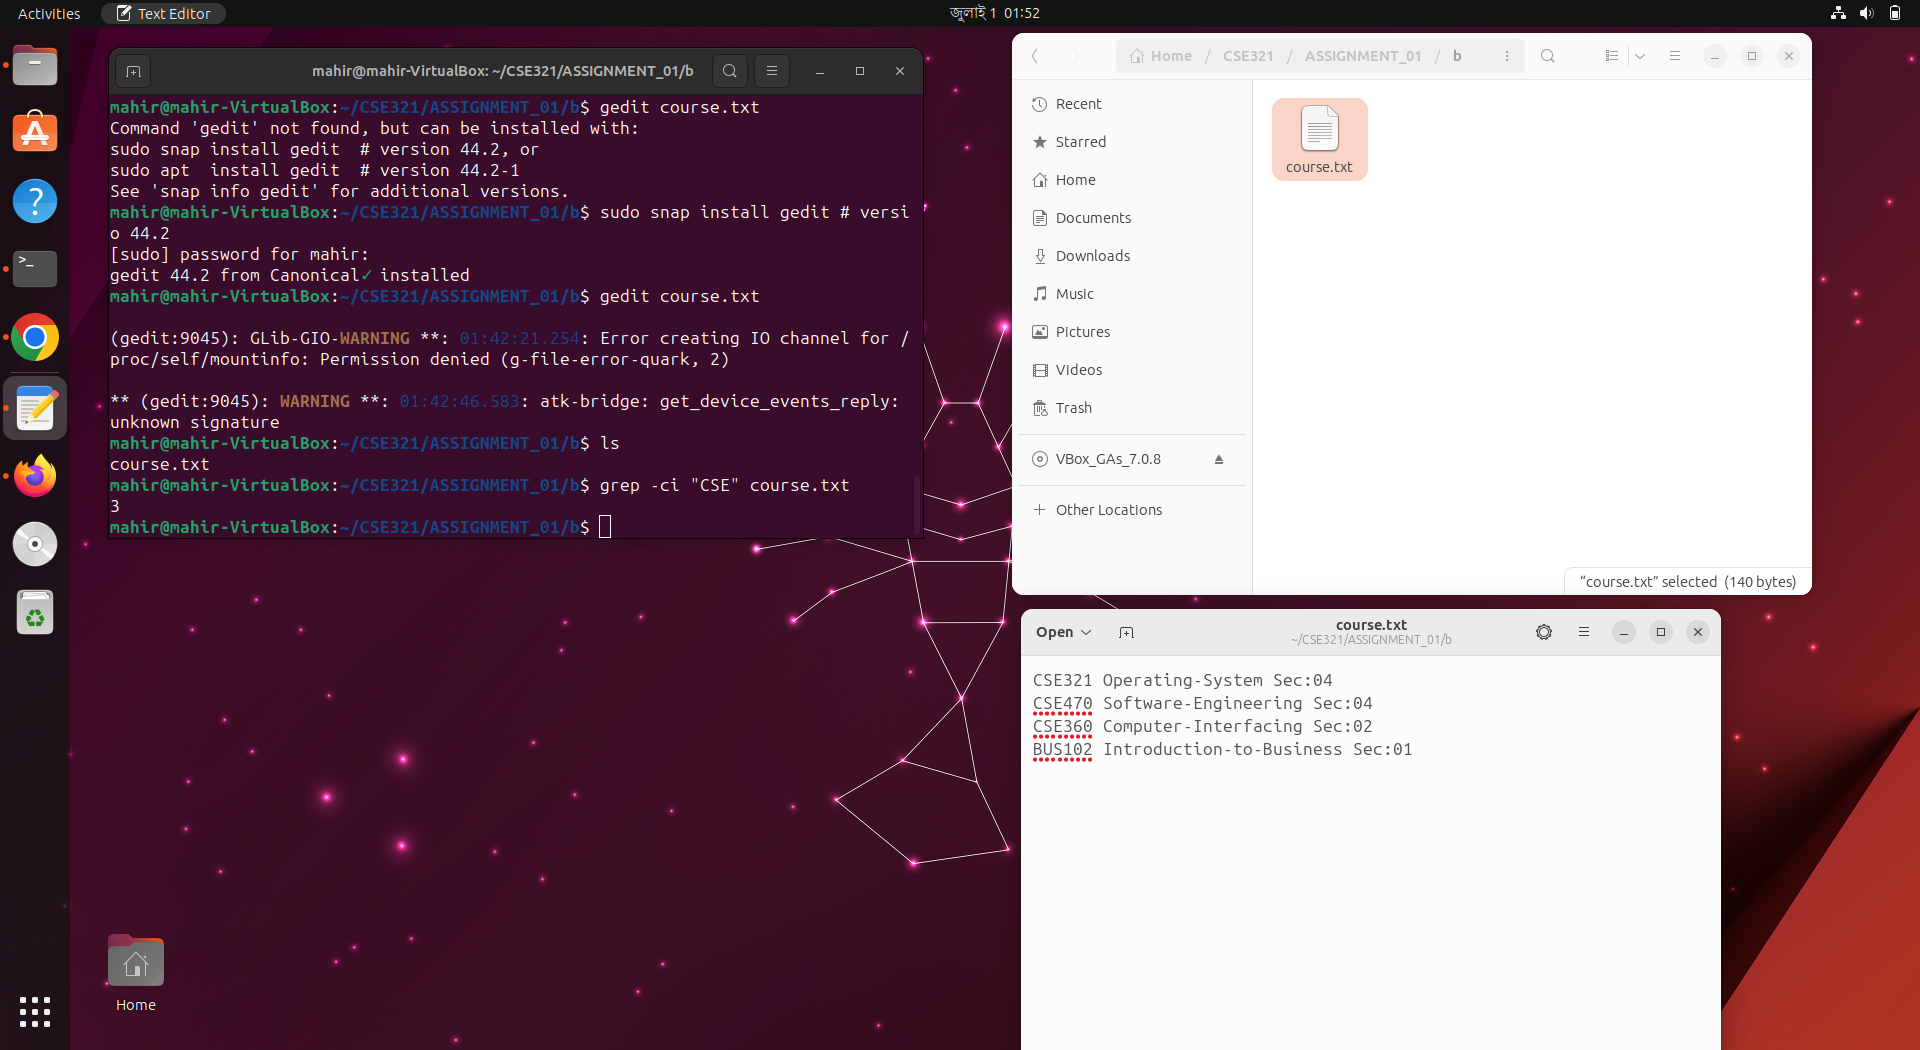 Activities
Text Editor
জুলাই 1 01:52
mahir@mahir-VirtualBox: ~/CSE321/ASSIGNMENT_01/b
mahir@mahir-VirtualBox:~/CSE321/ASSIGNMENT_01/b$ gedit course.txt
Command 'gedit' not found, but can be installed with:
sudo snap install gedit  # version 44.2, or
sudo apt  install gedit  # version 44.2-1
See 'snap info gedit' for additional versions.
mahir@mahir-VirtualBox:~/CSE321/ASSIGNMENT_01/b$ sudo snap install gedit # versi
o 44.2
[sudo] password for mahir:
gedit 44.2 from Canonical✓ installed
mahir@mahir-VirtualBox:~/CSE321/ASSIGNMENT_01/b$ gedit course.txt
(gedit:9045): GLib-GIO-WARNING **: 01:42:21.254: Error creating IO channel for /
proc/self/mountinfo: Permission denied (g-file-error-quark, 2)
** (gedit:9045): WARNING **: 01:42:46.583: atk-bridge: get_device_events_reply:
unknown signature
mahir@mahir-VirtualBox:~/CSE321/ASSIGNMENT_01/b$ ls
course.txt
mahir@mahir-VirtualBox:~/CSE321/ASSIGNMENT_01/b$ grep -ci "CSE" course.txt
3
mahir@mahir-VirtualBox:~/CSE321/ASSIGNMENT_01/b$
Home
Home / CSE321 / ASSIGNMENT_01 / b
Recent
Starred
Home
Documents
Downloads
Music
Pictures
Videos
Trash
VBox_GAs_7.0.8
Other Locations
course.txt
“course.txt” selected (140 bytes)
Open
course.txt
~/CSE321/ASSIGNMENT_01/b
CSE321 Operating-System Sec:04
CSE470 Software-Engineering Sec:04
CSE360 Computer-Interfacing Sec:02
BUS102 Introduction-to-Business Sec:01